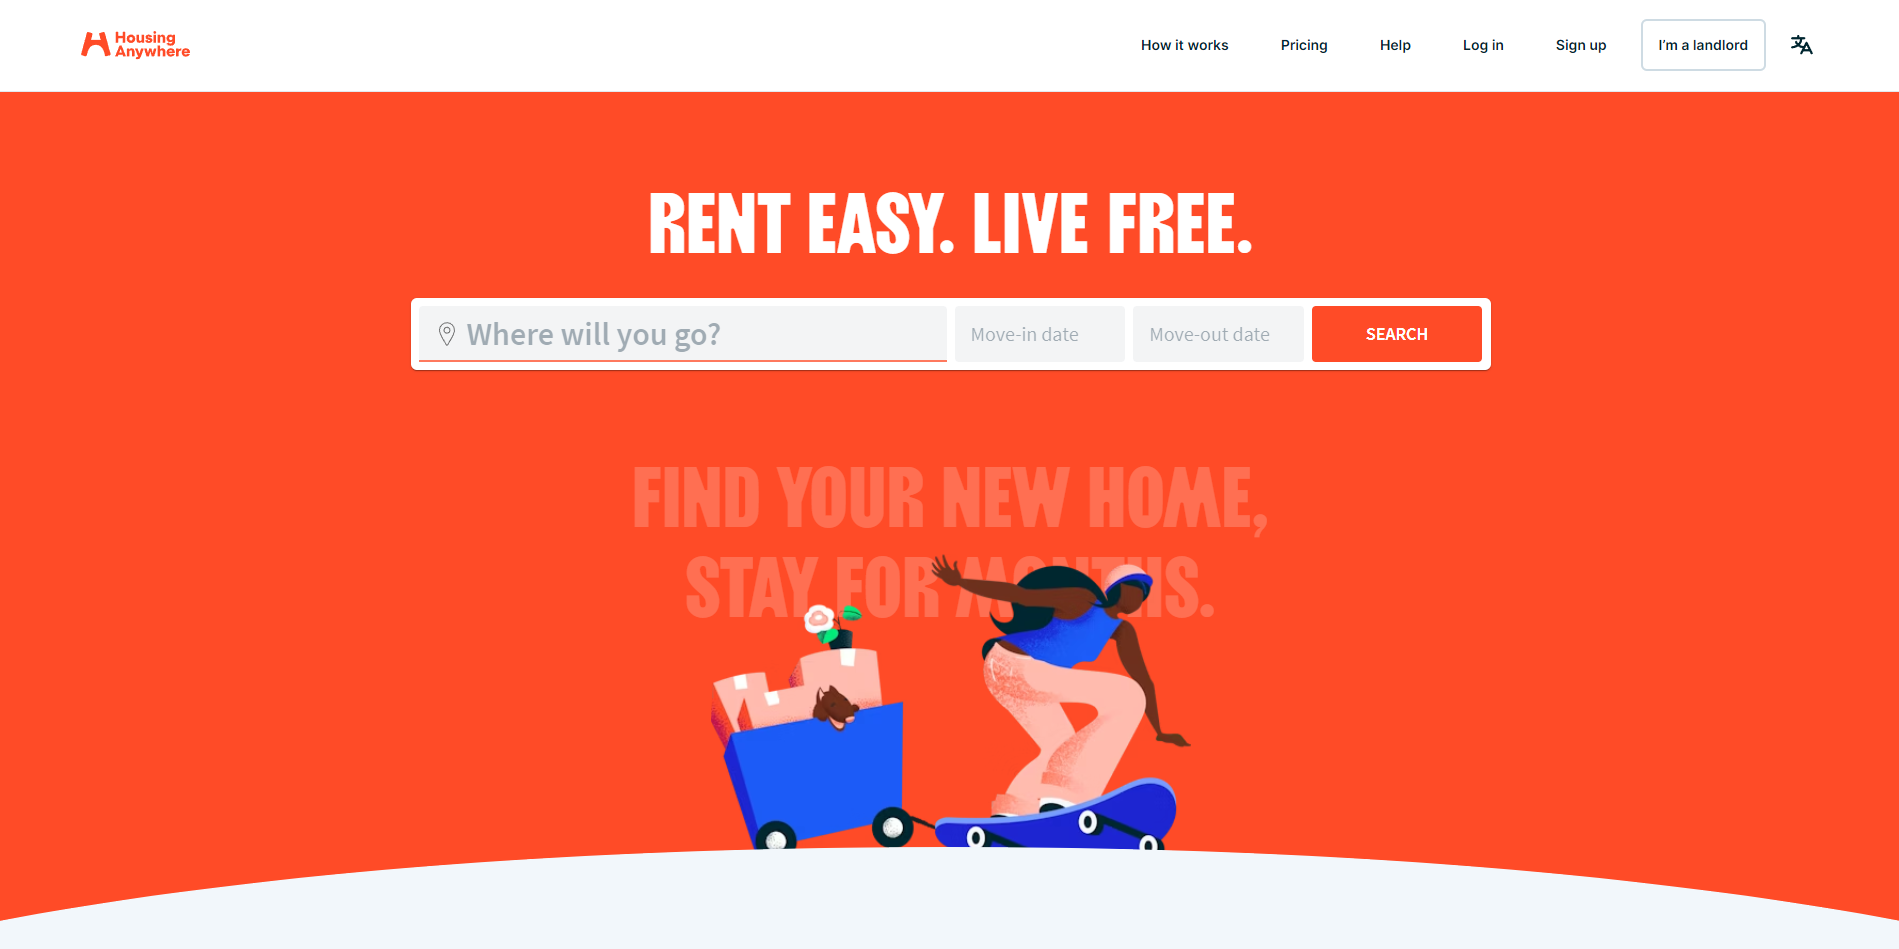 Housing
Anywhere
How it works
Pricing
Help
Log in
Sign up
I'm a landlord
RENT EASY. LIVE FREE.
Where will you go?
Move-in date
Move-out date
SEARCH
FIND YOUR NEW HOME,
STAY FOR MONTHS.